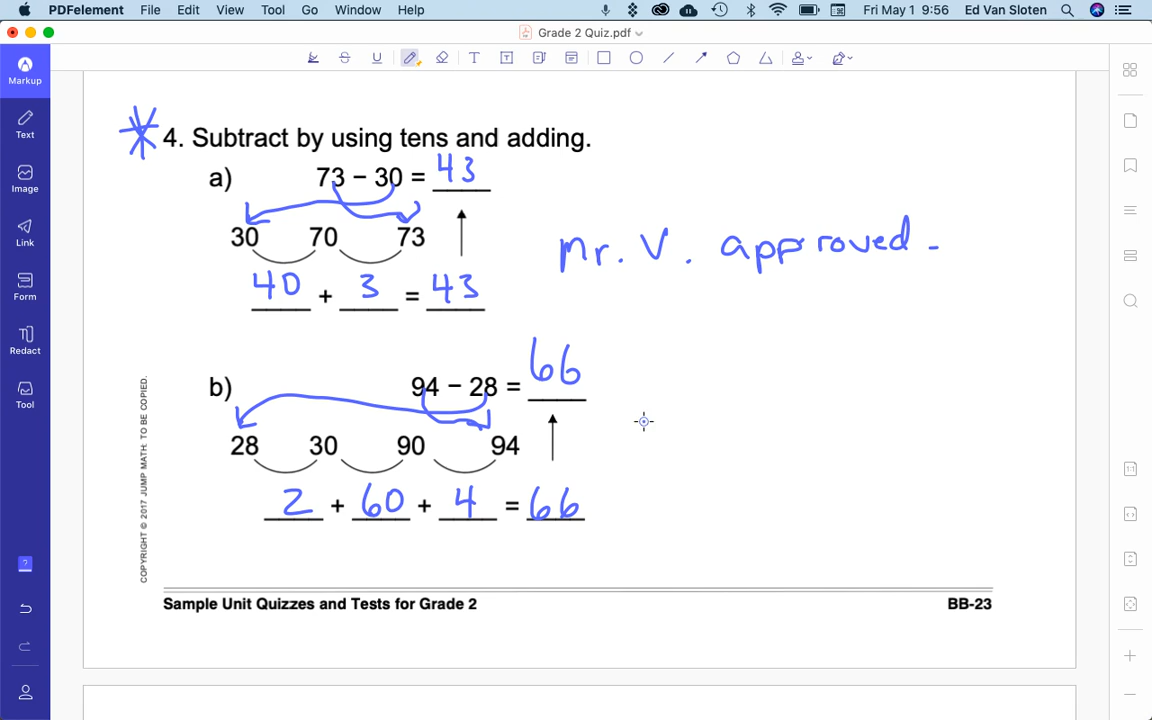 PDFelement File Edit View Tool Go Window Help Fri May 1 9:56 Ed Van Sloten
Grade 2 Quiz.pdf
Markup
Text
Image
Link
Form
Redact
Tool
4. Subtract by using tens and adding.
a) 73 − 30 = 43
30 70 73
40 + 3 = 43
Mr. V. approved -
b) 94 − 28 = 66
28 30 90 94
2 + 60 + 4 = 66
COPYRIGHT © 2017 JUMP MATH: TO BE COPIED.
Sample Unit Quizzes and Tests for Grade 2 BB-23